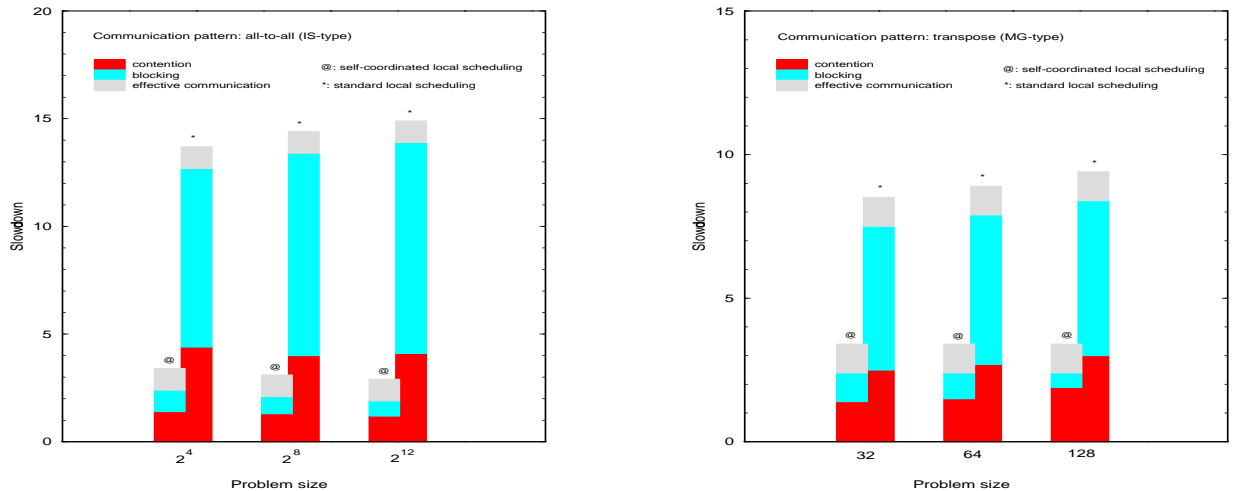 20
Communication pattern: all-to-all (IS-type)
contention
blocking
effective communication
@: self-coordinated local scheduling
*: standard local scheduling
15
10
5
0
Slowdown
*
*
*
@
@
@
2^4
2^8
2^12
Problem size
15
Communication pattern: transpose (MG-type)
contention
blocking
effective communication
@: self-coordinated local scheduling
*: standard local scheduling
10
5
0
Slowdown
*
*
*
@
@
@
32
64
128
Problem size